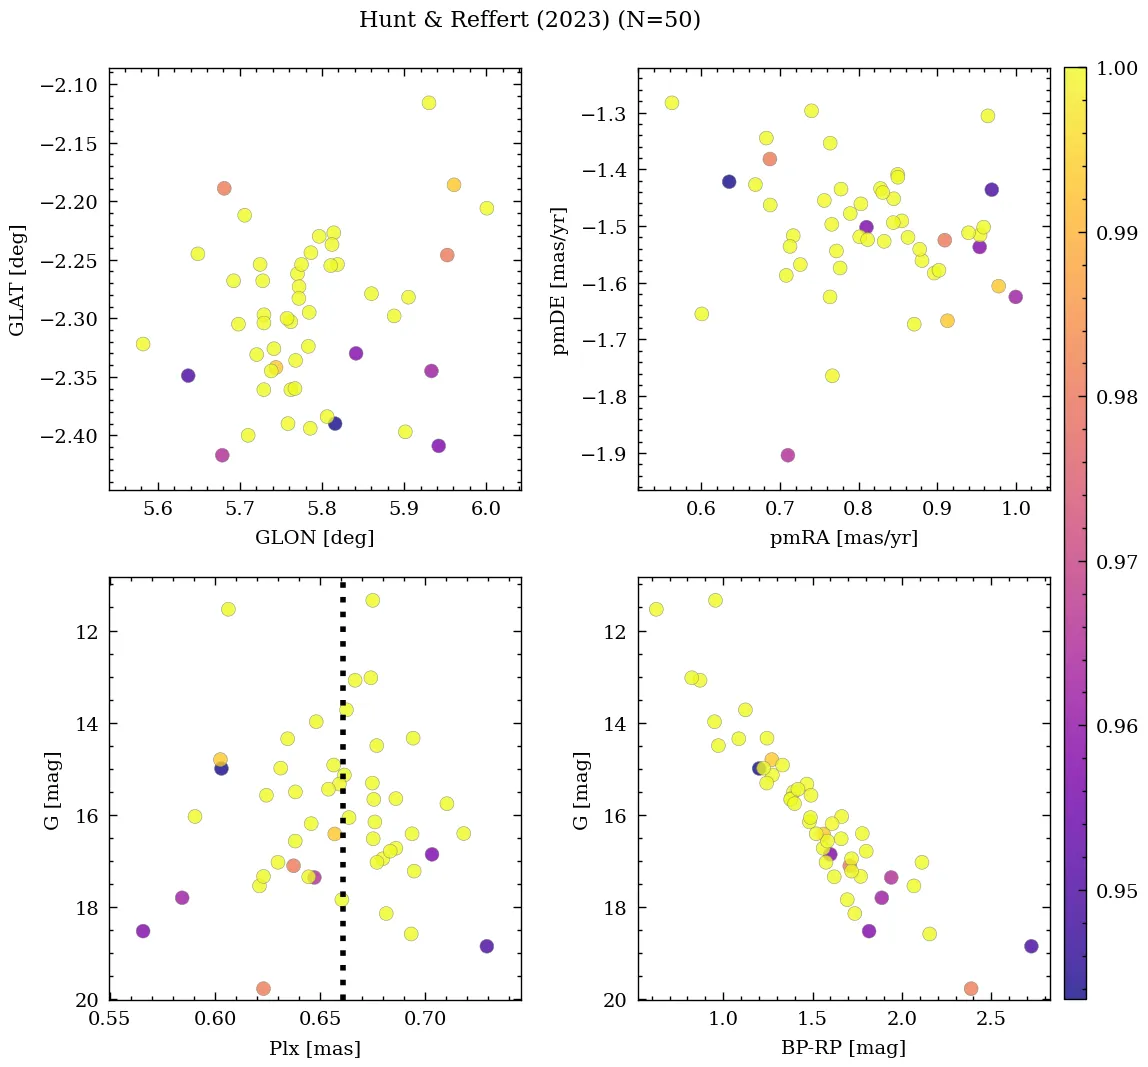 Hunt & Reffert (2023) (N=50)
−2.10
−2.15
−2.20
−2.25
−2.30
−2.35
−2.40
GLAT [deg]
5.6 5.7 5.8 5.9 6.0
GLON [deg]
−1.3
−1.4
−1.5
−1.6
−1.7
−1.8
−1.9
pmDE [mas/yr]
0.6 0.7 0.8 0.9 1.0
pmRA [mas/yr]
1.00
0.99
0.98
0.97
0.96
0.95
12
14
16
18
20
G [mag]
0.55 0.60 0.65 0.70
Plx [mas]
12
14
16
18
20
G [mag]
1.0 1.5 2.0 2.5
BP-RP [mag]